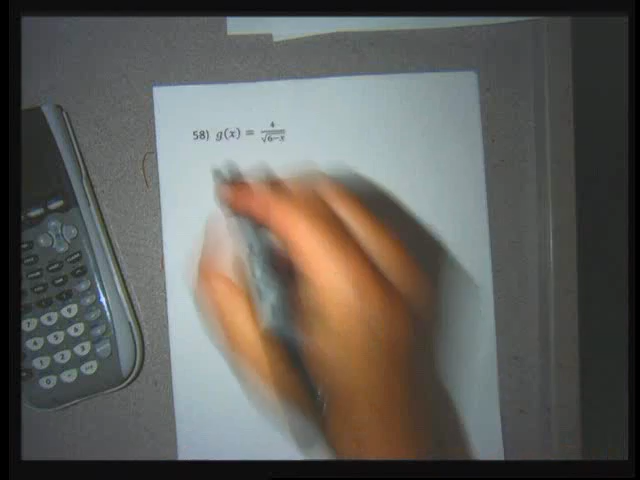 58) g(x) = 4/√(6−x)